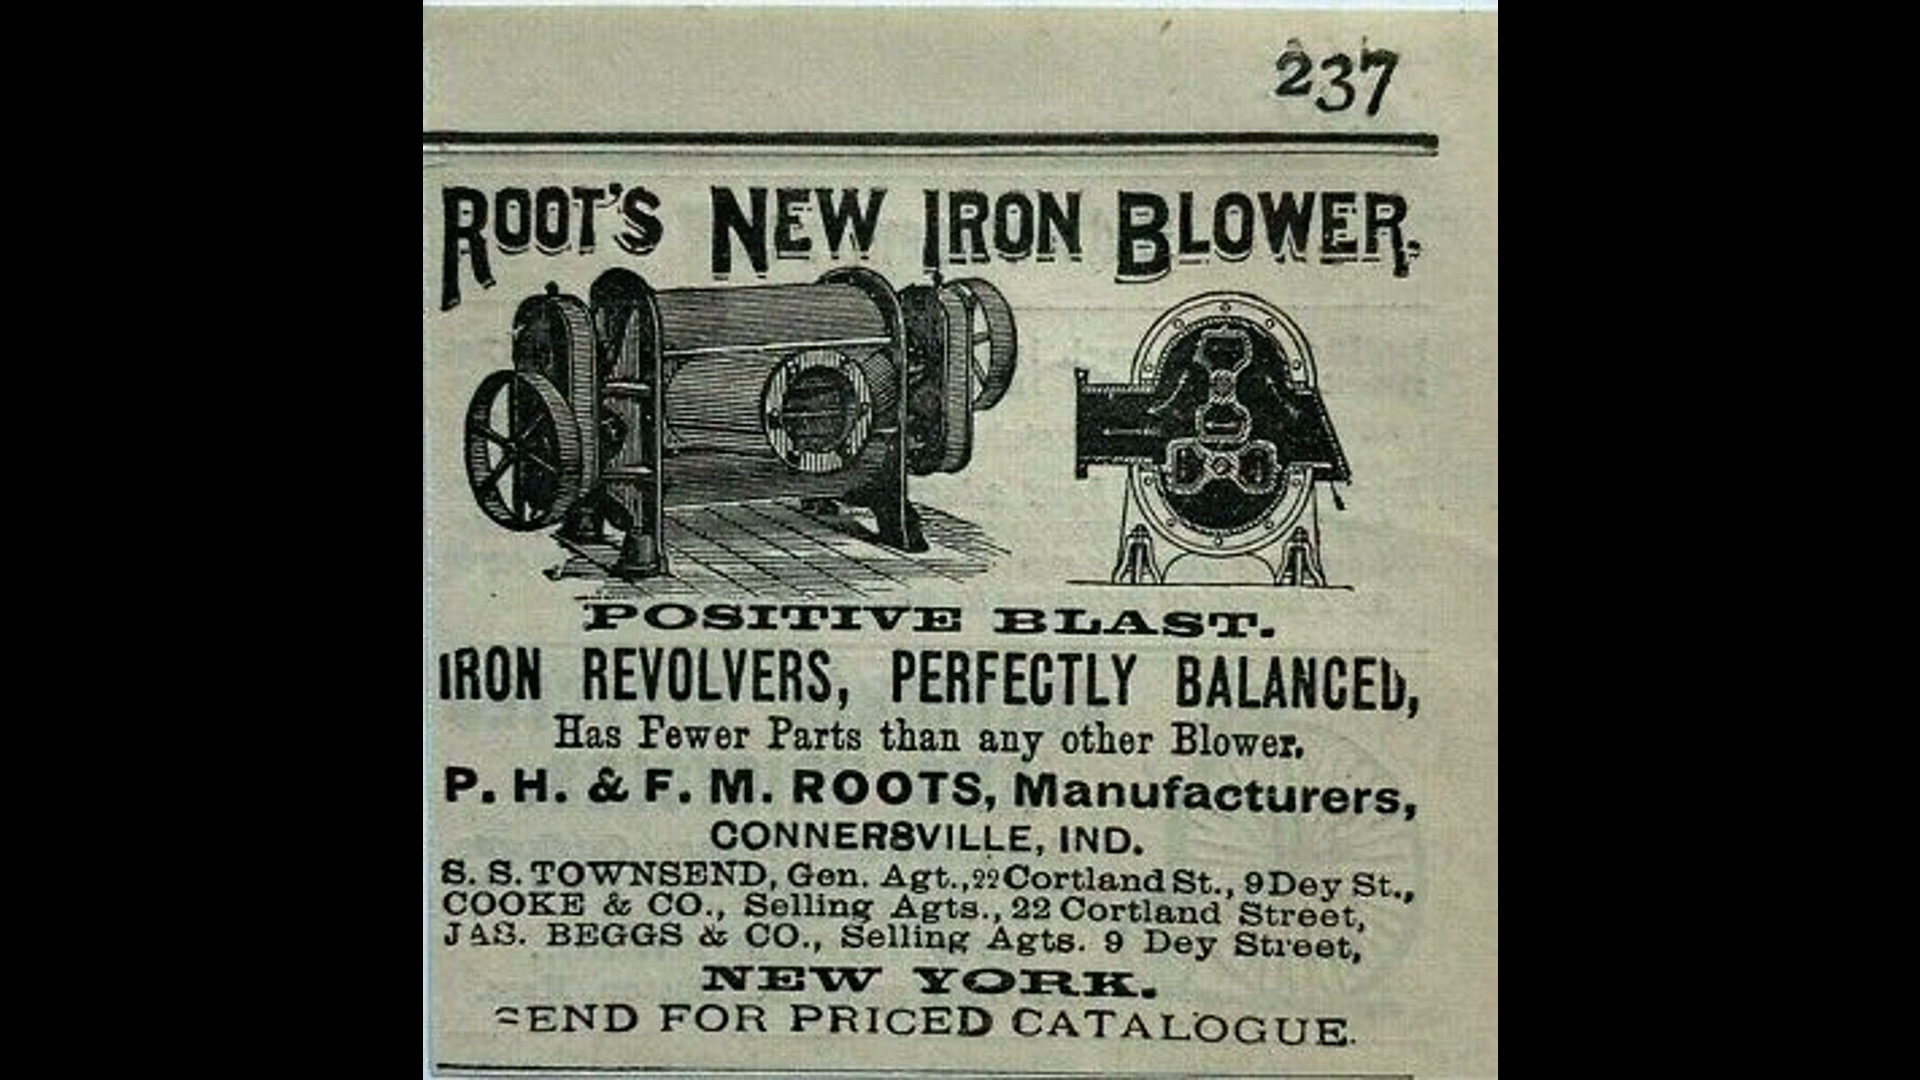 237
ROOT'S NEW IRON BLOWER.
POSITIVE BLAST.
IRON REVOLVERS, PERFECTLY BALANCED,
Has Fewer Parts than any other Blower.
P. H. & F. M. ROOTS, Manufacturers,
CONNERSVILLE, IND.
S. S. TOWNSEND, Gen. Agt., 22 Cortland St., 9 Dey St.,
COOKE & CO., Selling Agts., 22 Cortland Street,
JAS. BEGGS & CO., Selling Agts. 9 Dey Street,
NEW YORK.
SEND FOR PRICED CATALOGUE.